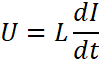 U = L dI/dt